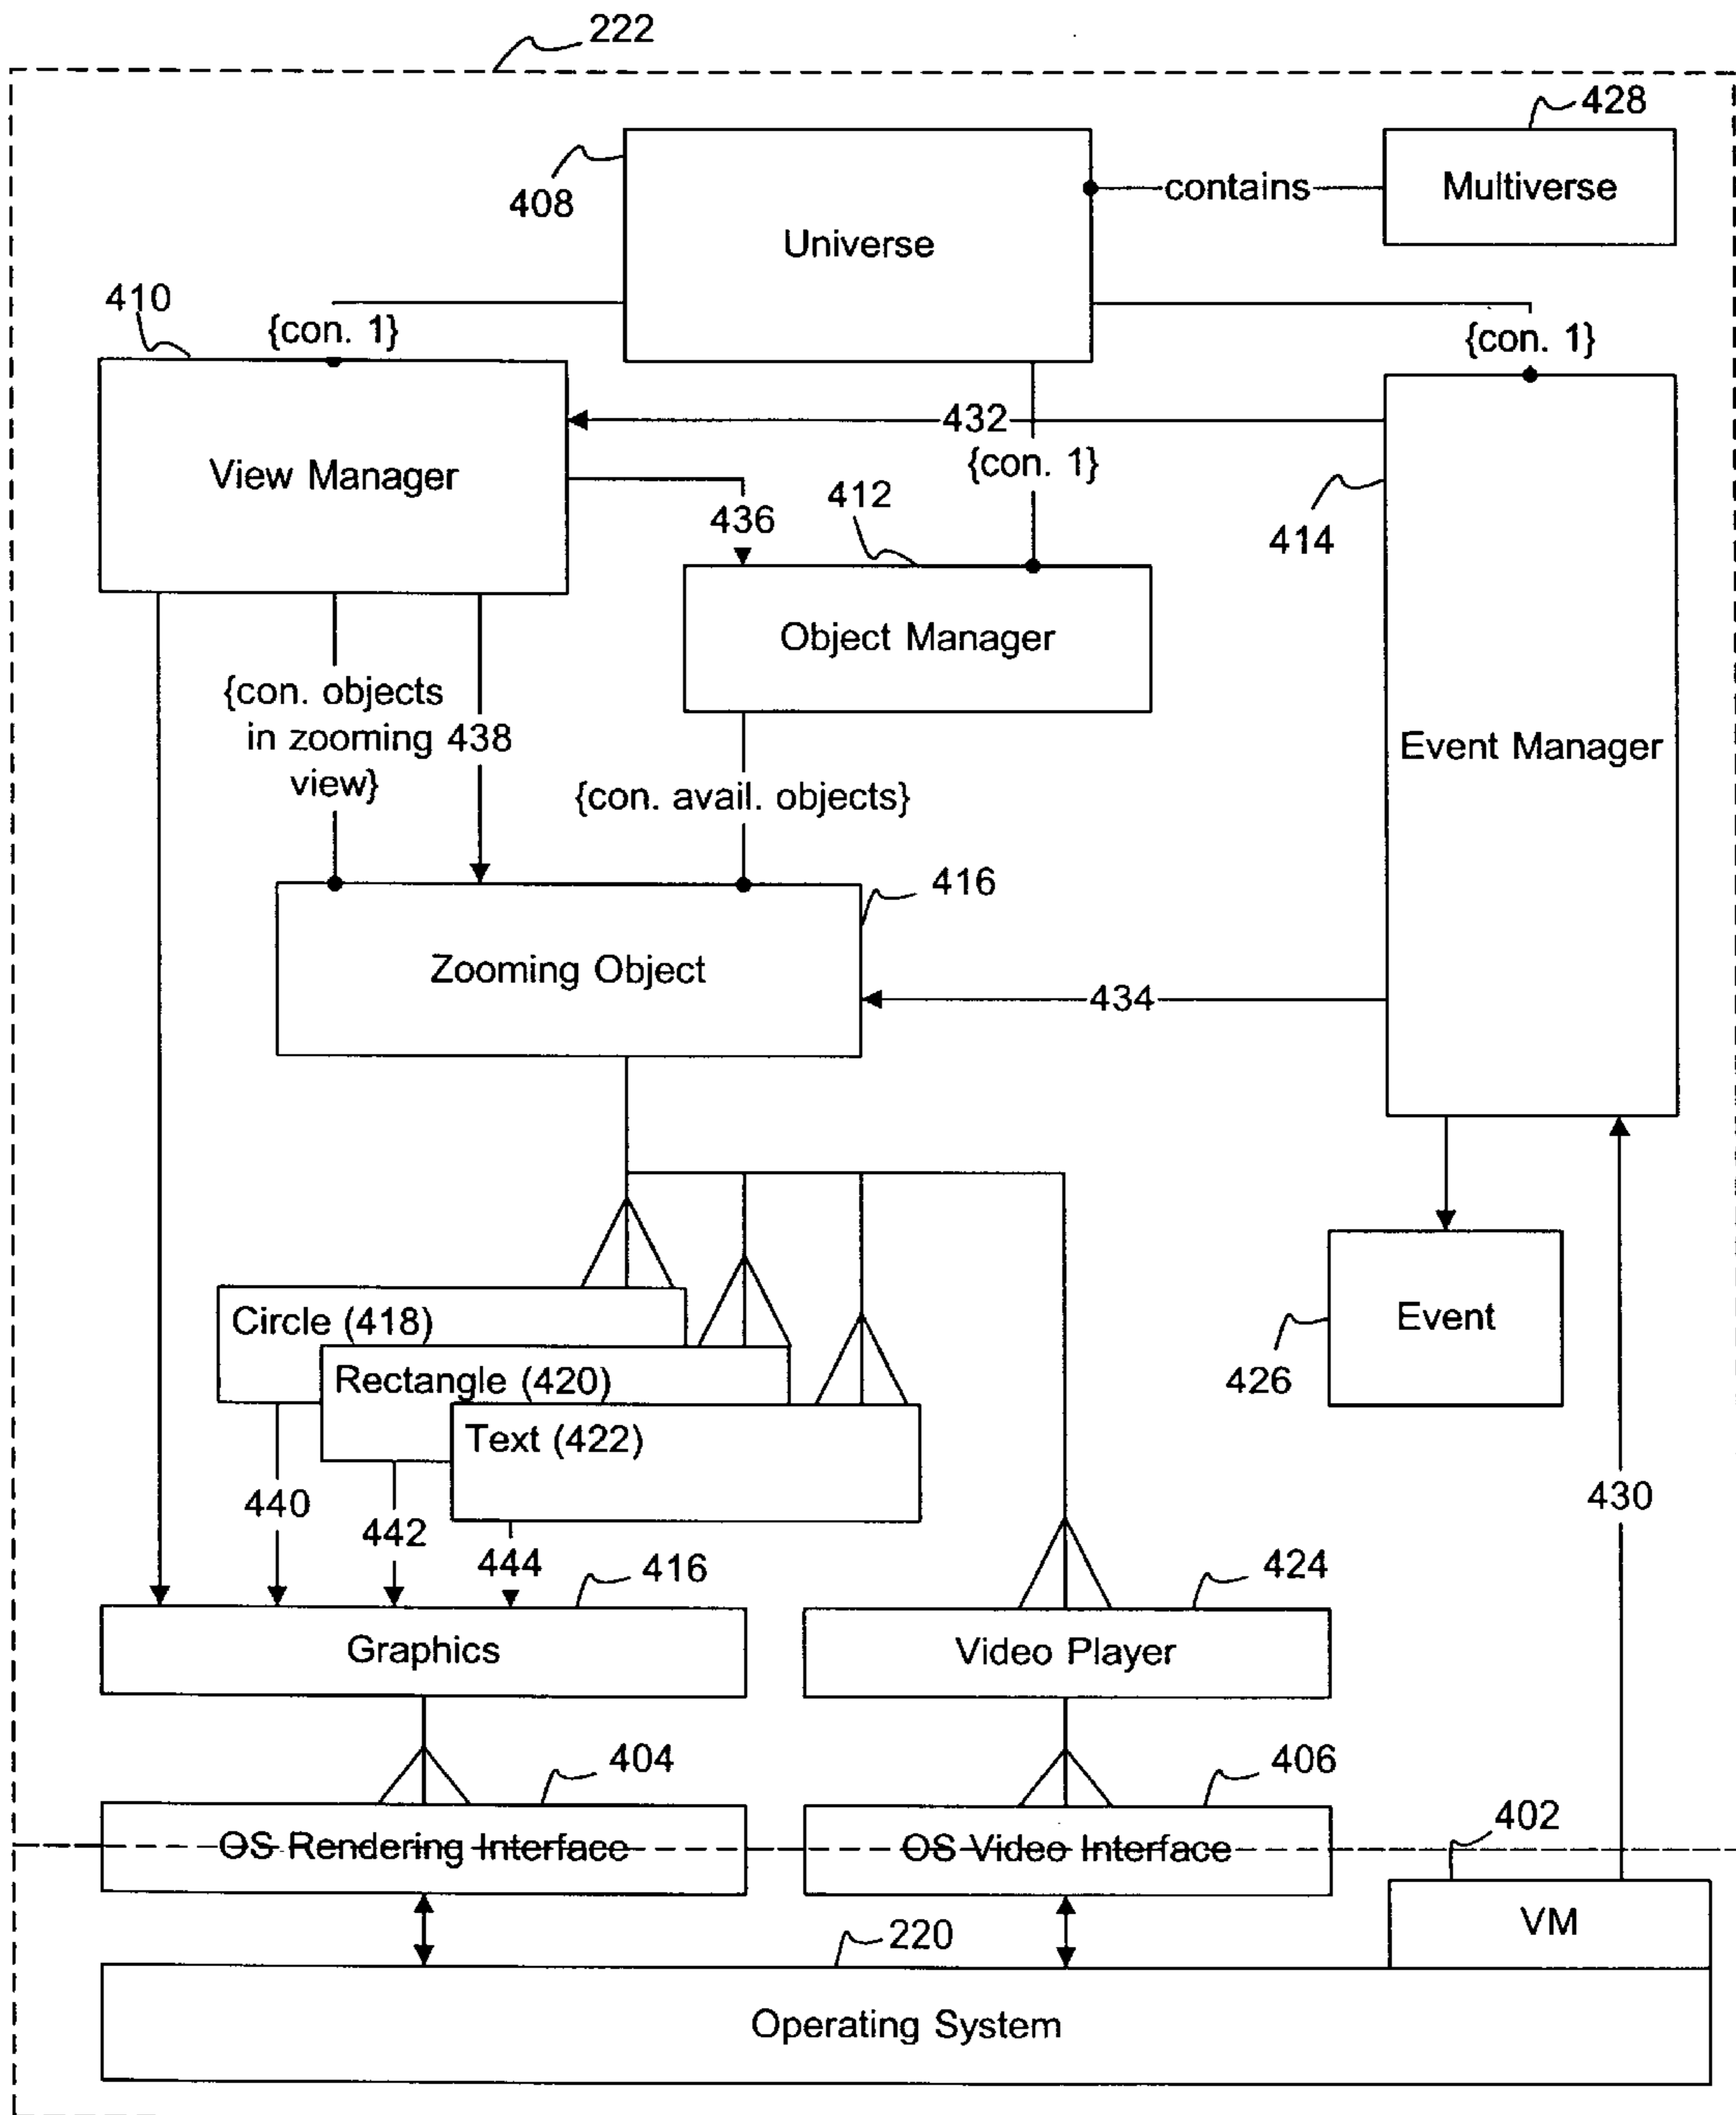 222
428
408
contains
Multiverse
Universe
410
{con. 1}
{con. 1}
432
{con. 1}
View Manager
412
436
414
Object Manager
{con. objects
in zooming
view}
438
Event Manager
{con. avail. objects}
416
Zooming Object
434
Circle (418)
Event
Rectangle (420)
426
Text (422)
440
430
442
444
416
424
Graphics
Video Player
404
406
402
OS Rendering Interface
OS Video Interface
VM
220
Operating System